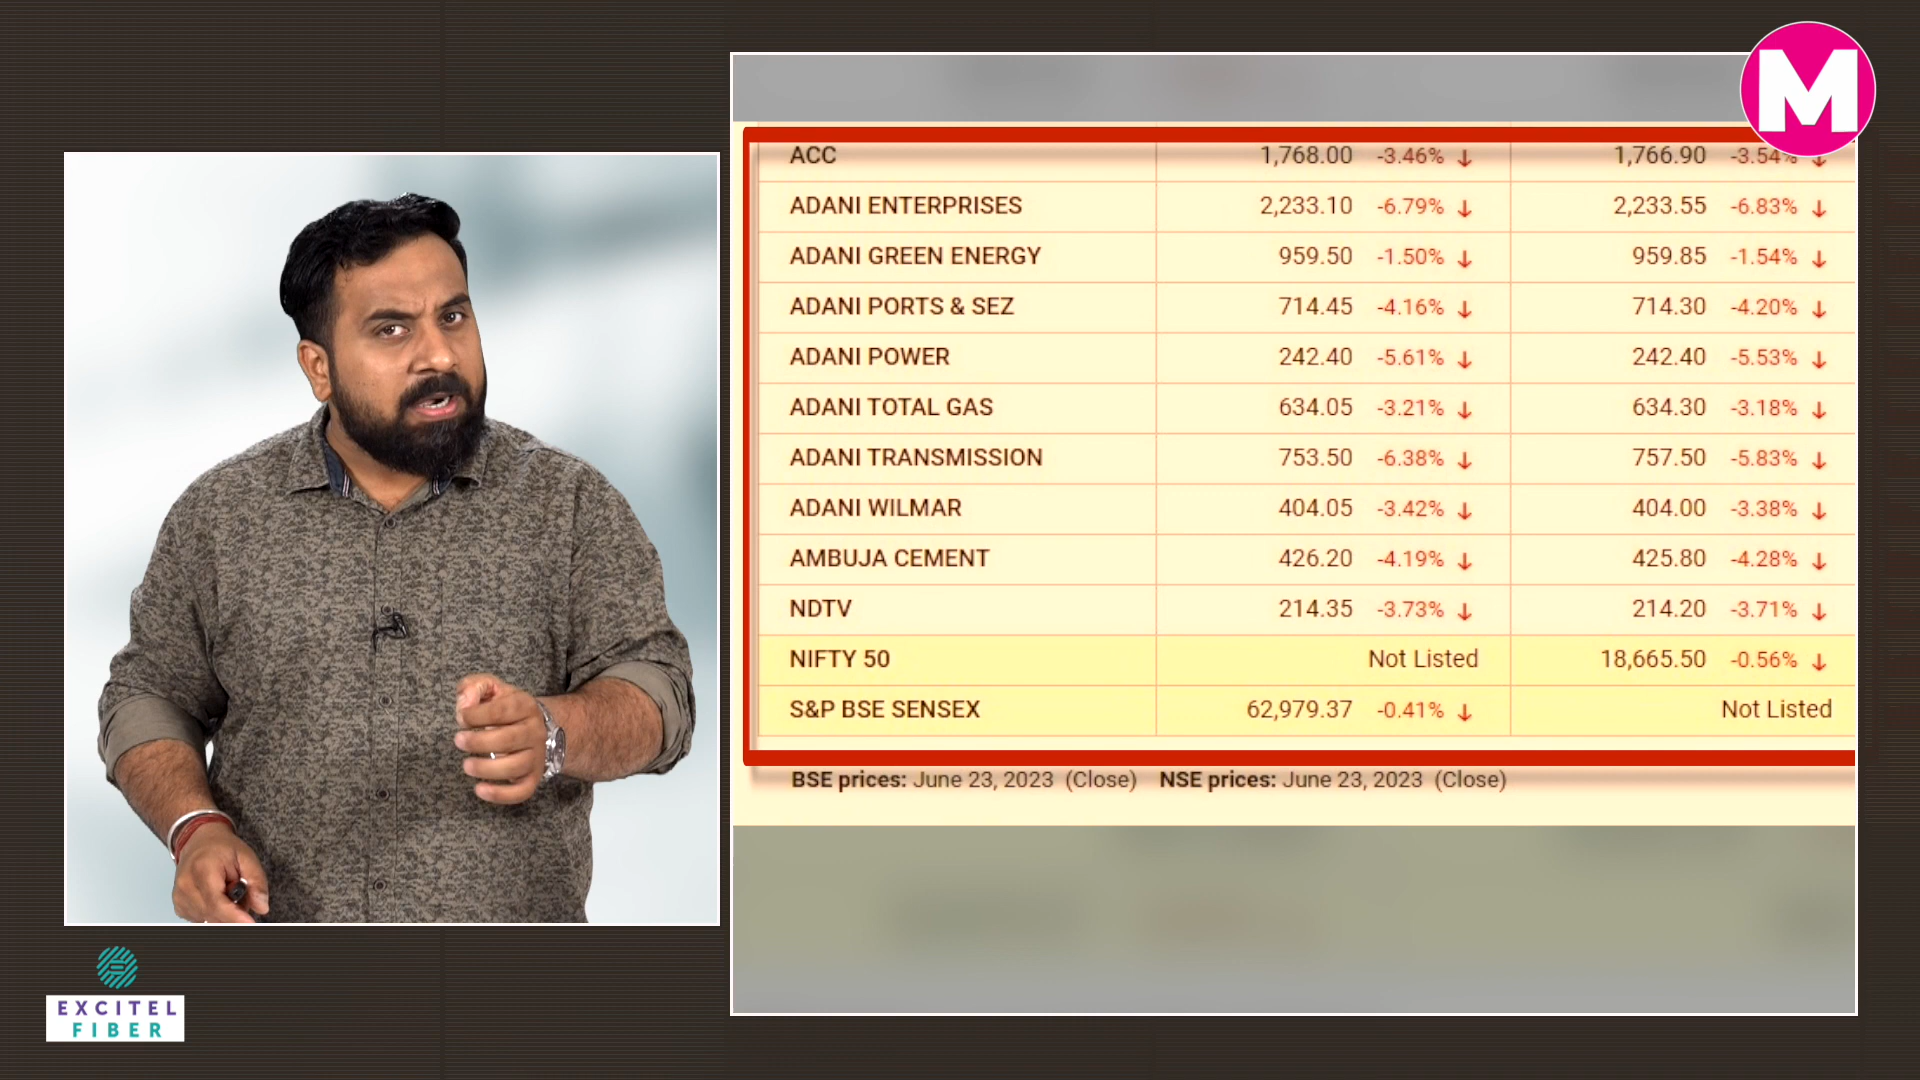 M
ACC 1,768.00 -3.46% ↓ 1,766.90 -3.54% ↓
ADANI ENTERPRISES 2,233.10 -6.79% ↓ 2,233.55 -6.83% ↓
ADANI GREEN ENERGY 959.50 -1.50% ↓ 959.85 -1.54% ↓
ADANI PORTS & SEZ 714.45 -4.16% ↓ 714.30 -4.20% ↓
ADANI POWER 242.40 -5.61% ↓ 242.40 -5.53% ↓
ADANI TOTAL GAS 634.05 -3.21% ↓ 634.30 -3.18% ↓
ADANI TRANSMISSION 753.50 -6.38% ↓ 757.50 -5.83% ↓
ADANI WILMAR 404.05 -3.42% ↓ 404.00 -3.38% ↓
AMBUJA CEMENT 426.20 -4.19% ↓ 425.80 -4.28% ↓
NDTV 214.35 -3.73% ↓ 214.20 -3.71% ↓
NIFTY 50 Not Listed 18,665.50 -0.56% ↓
S&P BSE SENSEX 62,979.37 -0.41% ↓ Not Listed
BSE prices: June 23, 2023 (Close) NSE prices: June 23, 2023 (Close)
EXCITEL
FIBER